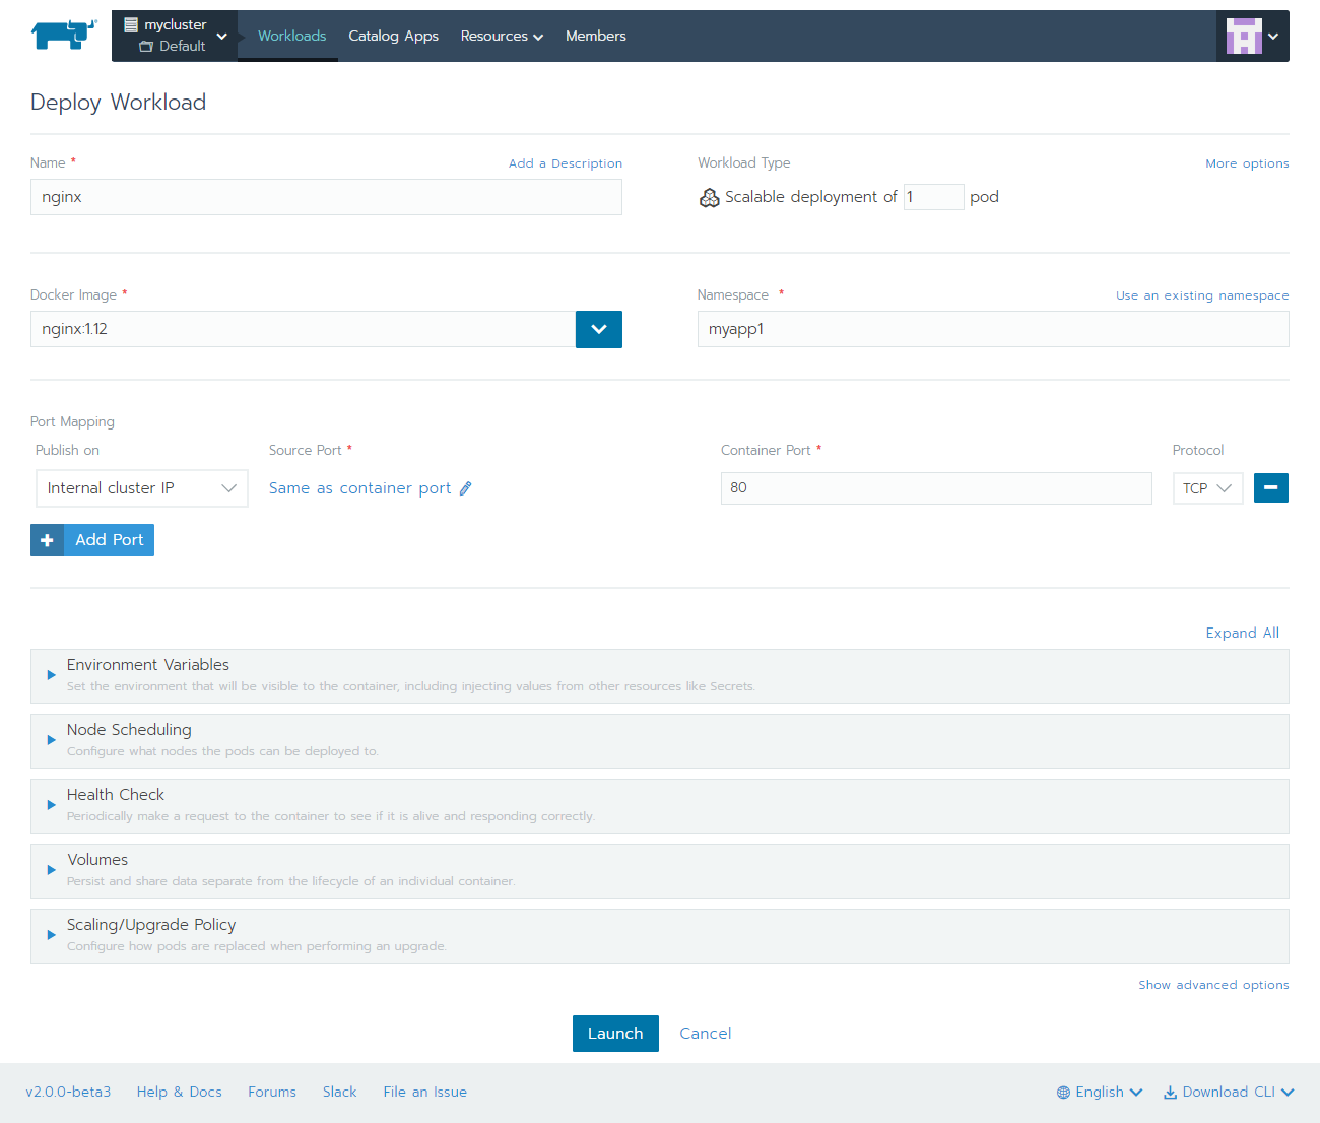 mycluster
Default
Workloads Catalog Apps Resources Members
Deploy Workload
Name * Add a Description Workload Type More options
nginx Scalable deployment of 1 pod
Docker Image * Namespace * Use an existing namespace
nginx:1.12 myapp1
Port Mapping
Publish on Source Port * Container Port * Protocol
Internal cluster IP Same as container port 80 TCP
Add Port
Expand All
Environment Variables
Set the environment that will be visible to the container, including injecting values from other resources like Secrets.
Node Scheduling
Configure what nodes the pods can be deployed to.
Health Check
Periodically make a request to the container to see if it is alive and responding correctly.
Volumes
Persist and share data separate from the lifecycle of an individual container.
Scaling/Upgrade Policy
Configure how pods are replaced when performing an upgrade.
Show advanced options
Launch Cancel
v2.0.0-beta3 Help & Docs Forums Slack File an Issue English Download CLI